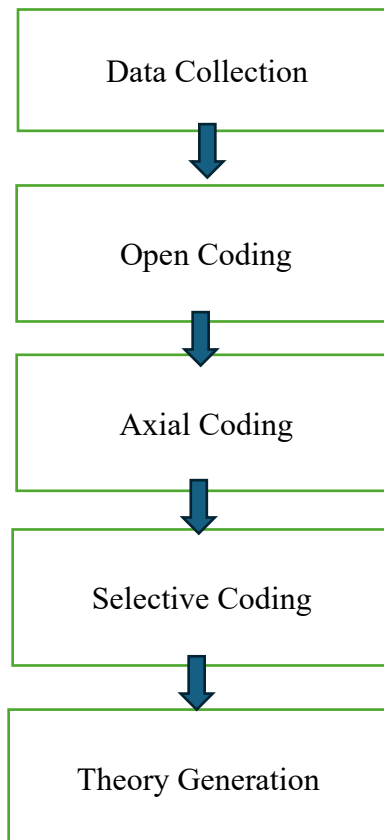 Data Collection
Open Coding
Axial Coding
Selective Coding
Theory Generation